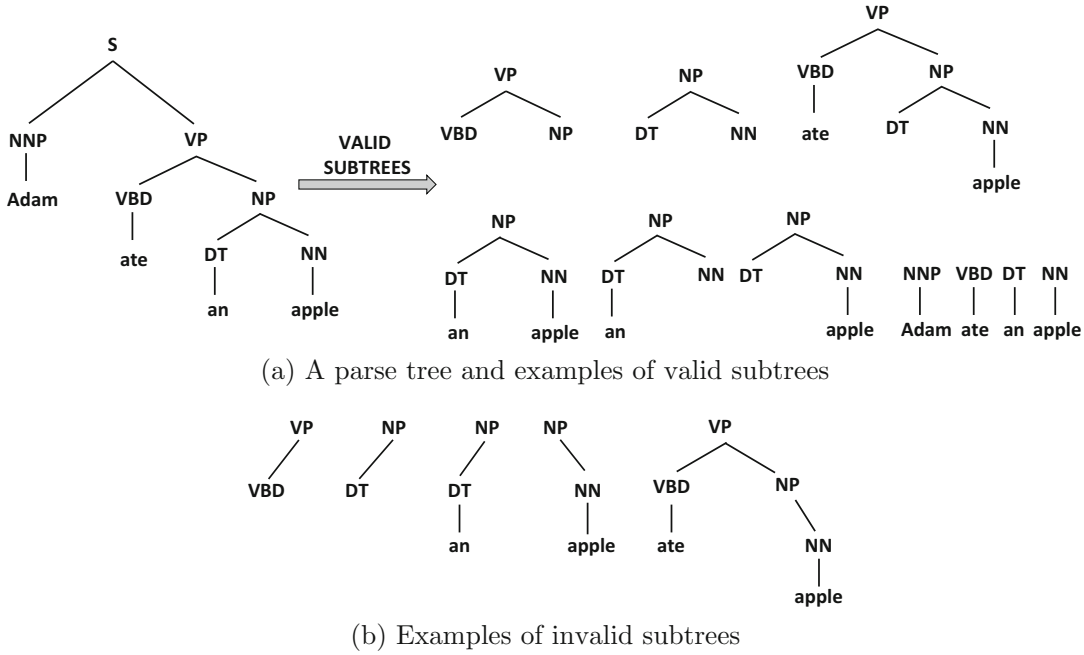 VP
S
VBD NP
VP NP
NNP VP
VALID
SUBTREES
VBD NP DT NN ate DT NN
Adam VBD NP
apple
ate DT NN
NP NP NP
an apple
DT NN DT NN DT NN NNP VBD DT NN
an apple an apple Adam ate an apple
(a) A parse tree and examples of valid subtrees
VP NP NP NP VP
VBD DT DT NN VBD NP
an apple ate NN
apple
(b) Examples of invalid subtrees